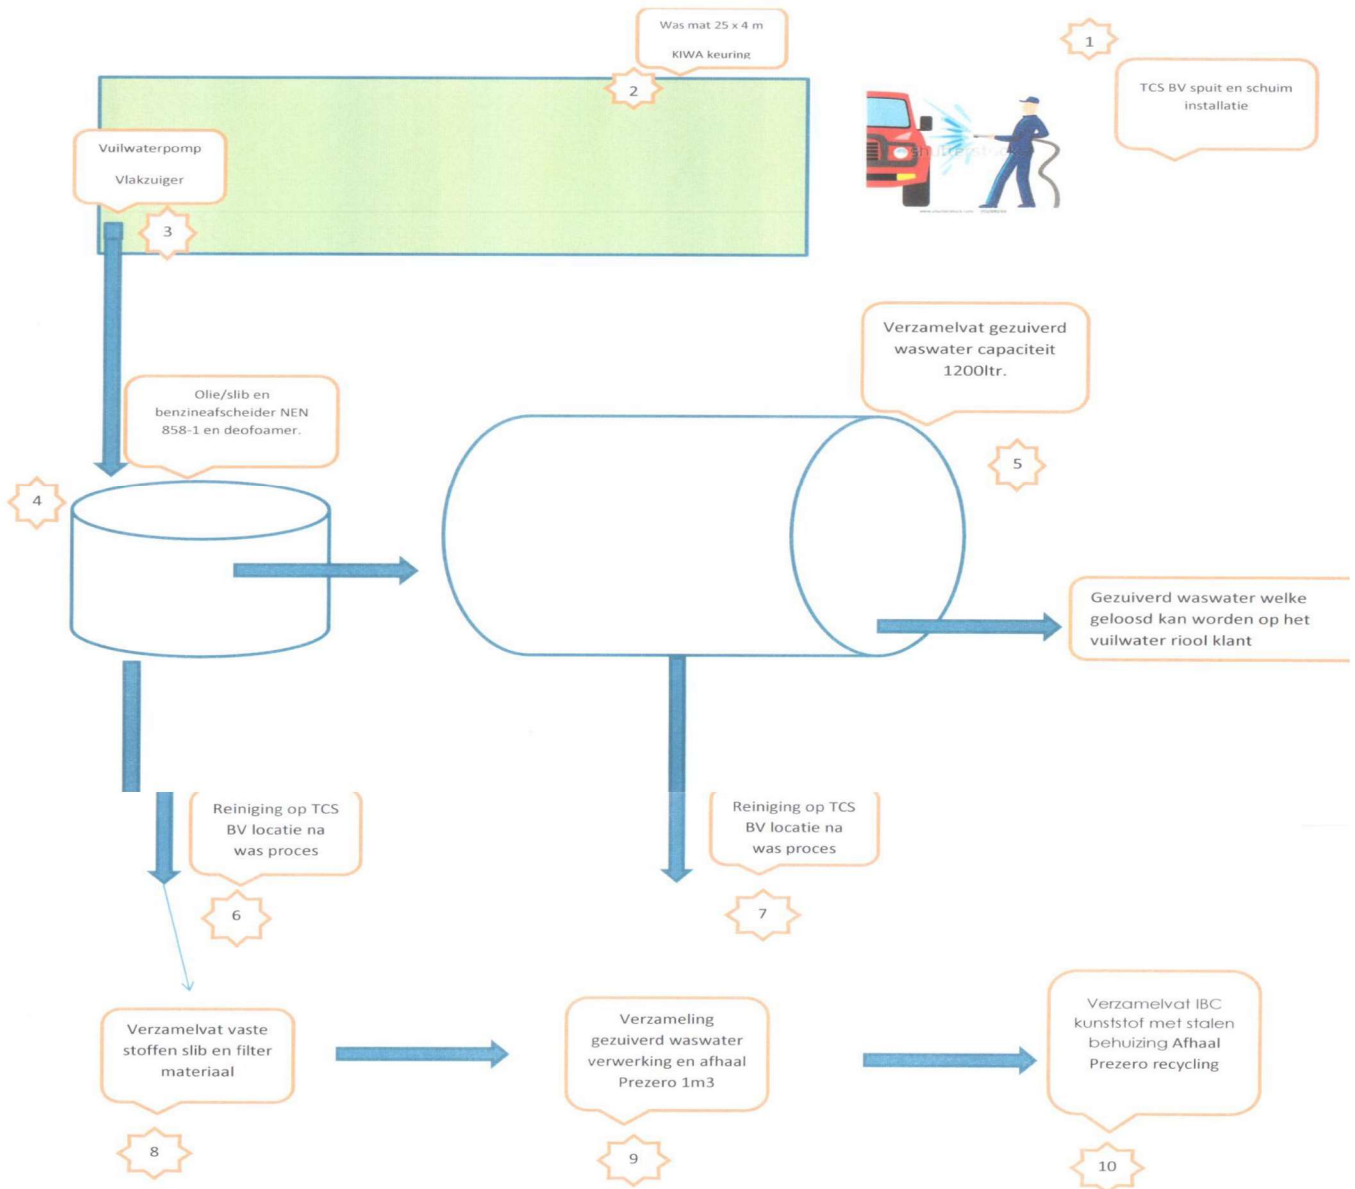 Was mat 25 x 4 m
KIWA keuring
1
2
TCS BV spuit en schuim
installatie
Vuilwaterpomp
Vlakzuiger
3
Verzamelvat gezuiverd
waswater capaciteit
1200ltr.
Olie/slib en
benzineafscheider NEN
858-1 en deofoamer.
4
5
Gezuiverd waswater welke
geloosd kan worden op het
vuilwater riool klant
Reiniging op TCS
BV locatie na
was proces
6
Reiniging op TCS
BV locatie na
was proces
7
Verzamelvat vaste
stoffen slib en filter
materiaal
8
Verzameling
gezuiverd waswater
verwerking en afhaal
Prezero 1m3
9
Verzamelvat IBC
kunststof met stalen
behuizing Afhaal
Prezero recycling
10